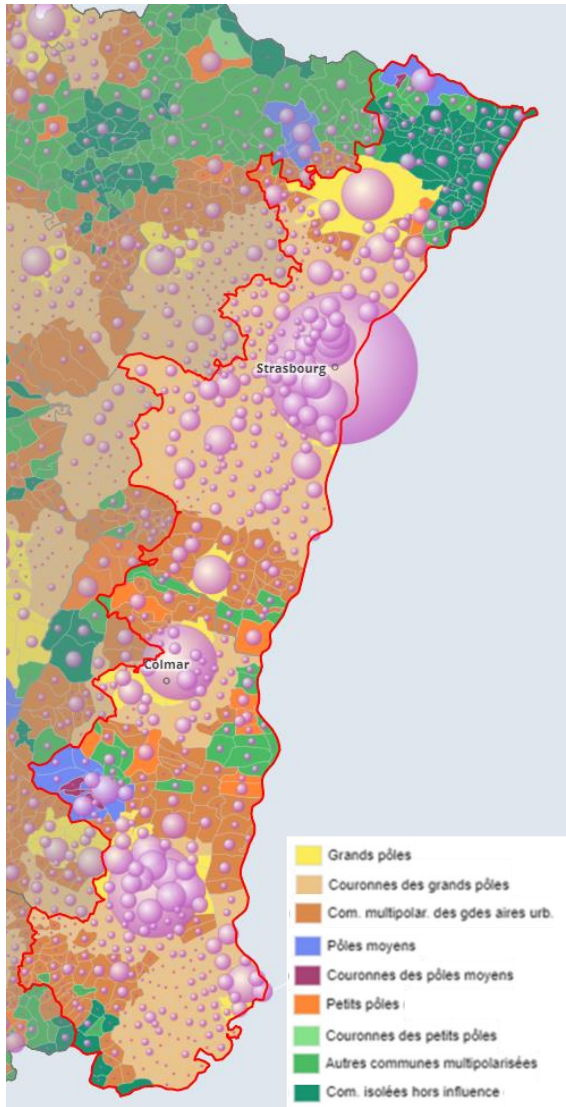 Strasbourg
Colmar
Grands pôles
Couronnes des grands pôles
Com. multipolar. des gdes aires urb.
Pôles moyens
Couronnes des pôles moyens
Petits pôles
Couronnes des petits pôles
Autres communes multipolarisées
Com. isolées hors influence